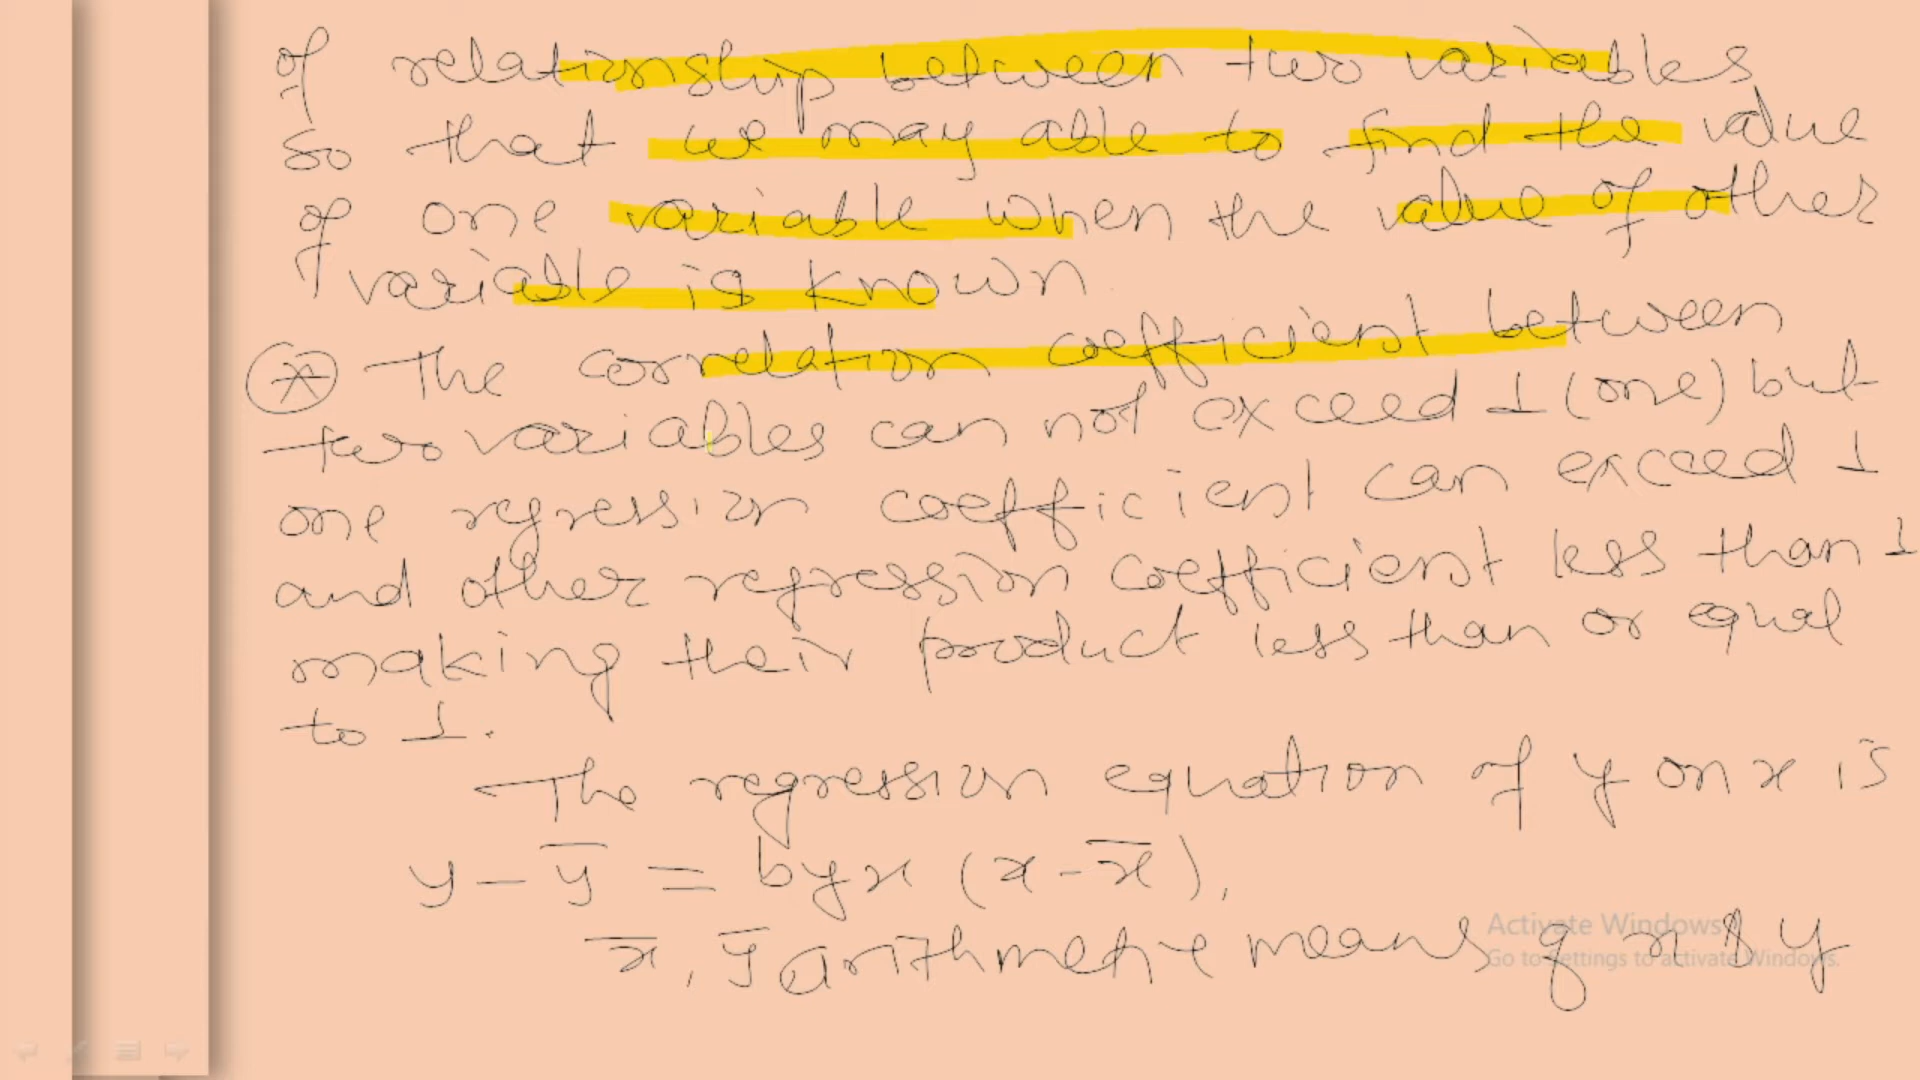 of relationship between two variables
so that we may able to find the value
of one variable when the value of other
variable is known
* The correlation coefficient between
two variables can not exceed 1 (one) but
one regression coefficient can exceed 1
and other regression coefficient less than 1
making their product less than or equal
to 1.
The regression equation of y on x is
y - ȳ = byx (x - x̄),
x̄, ȳ arithmetic means of x & y
Activate Windows
Go to Settings to activate Windows.